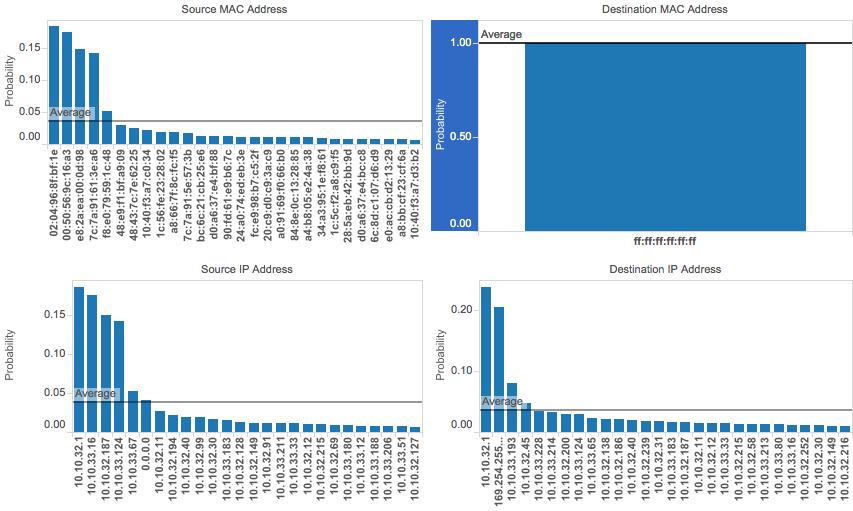 Source MAC Address
Probability
0.15
0.10
0.05
0.00
Average
02:04:96:8f:bf:1e
00:50:56:9c:16:a3
e8:2a:ea:00:0d:98
7c:7a:91:61:3e:a6
f8:e0:79:59:1c:48
48:e9:f1:bf:a9:09
48:43:7c:7e:62:25
10:40:f3:a7:c0:34
1c:56:fe:23:28:02
a8:66:7f:8c:fc:f5
7c:7a:91:5e:57:3b
bc:6c:21:cb:25:e6
d0:a6:37:e4:bf:88
90:fd:61:e9:b6:7c
24:a0:74:ed:eb:3e
fc:e9:98:b7:c5:2f
20:c9:d0:c9:3a:c9
a0:91:69:f0:66:b0
84:8e:0c:13:28:85
a4:b8:05:e2:4a:38
34:a3:95:1e:f8:61
1c:5c:f2:a8:c9:f5
28:5a:eb:42:bb:9d
d0:a6:37:e4:bc:c8
6c:8d:c1:07:d6:d9
e0:ac:cb:d2:13:29
a8:bb:cf:23:cf:6a
10:40:f3:a7:d3:b2
Destination MAC Address
Probability
1.00
0.50
0.00
Average
ff:ff:ff:ff:ff:ff
Source IP Address
Probability
0.15
0.10
0.05
0.00
Average
10.10.32.1
10.10.33.16
10.10.32.187
10.10.33.124
10.10.33.67
0.0.0.0
10.10.32.11
10.10.32.194
10.10.32.40
10.10.32.99
10.10.32.30
10.10.33.183
10.10.32.128
10.10.32.149
10.10.32.91
10.10.33.211
10.10.33.33
10.10.32.12
10.10.32.215
10.10.32.69
10.10.33.180
10.10.33.12
10.10.33.188
10.10.33.206
10.10.33.51
10.10.32.127
Destination IP Address
Probability
0.20
0.10
0.00
Average
10.10.32.1
169.254.255...
10.10.33.193
10.10.32.45
10.10.33.228
10.10.33.214
10.10.32.200
10.10.33.124
10.10.33.65
10.10.32.138
10.10.32.186
10.10.32.40
10.10.32.239
10.10.32.31
10.10.33.183
10.10.32.187
10.10.32.11
10.10.32.12
10.10.33.33
10.10.32.215
10.10.32.58
10.10.33.213
10.10.33.80
10.10.33.16
10.10.32.252
10.10.32.30
10.10.32.149
10.10.32.216